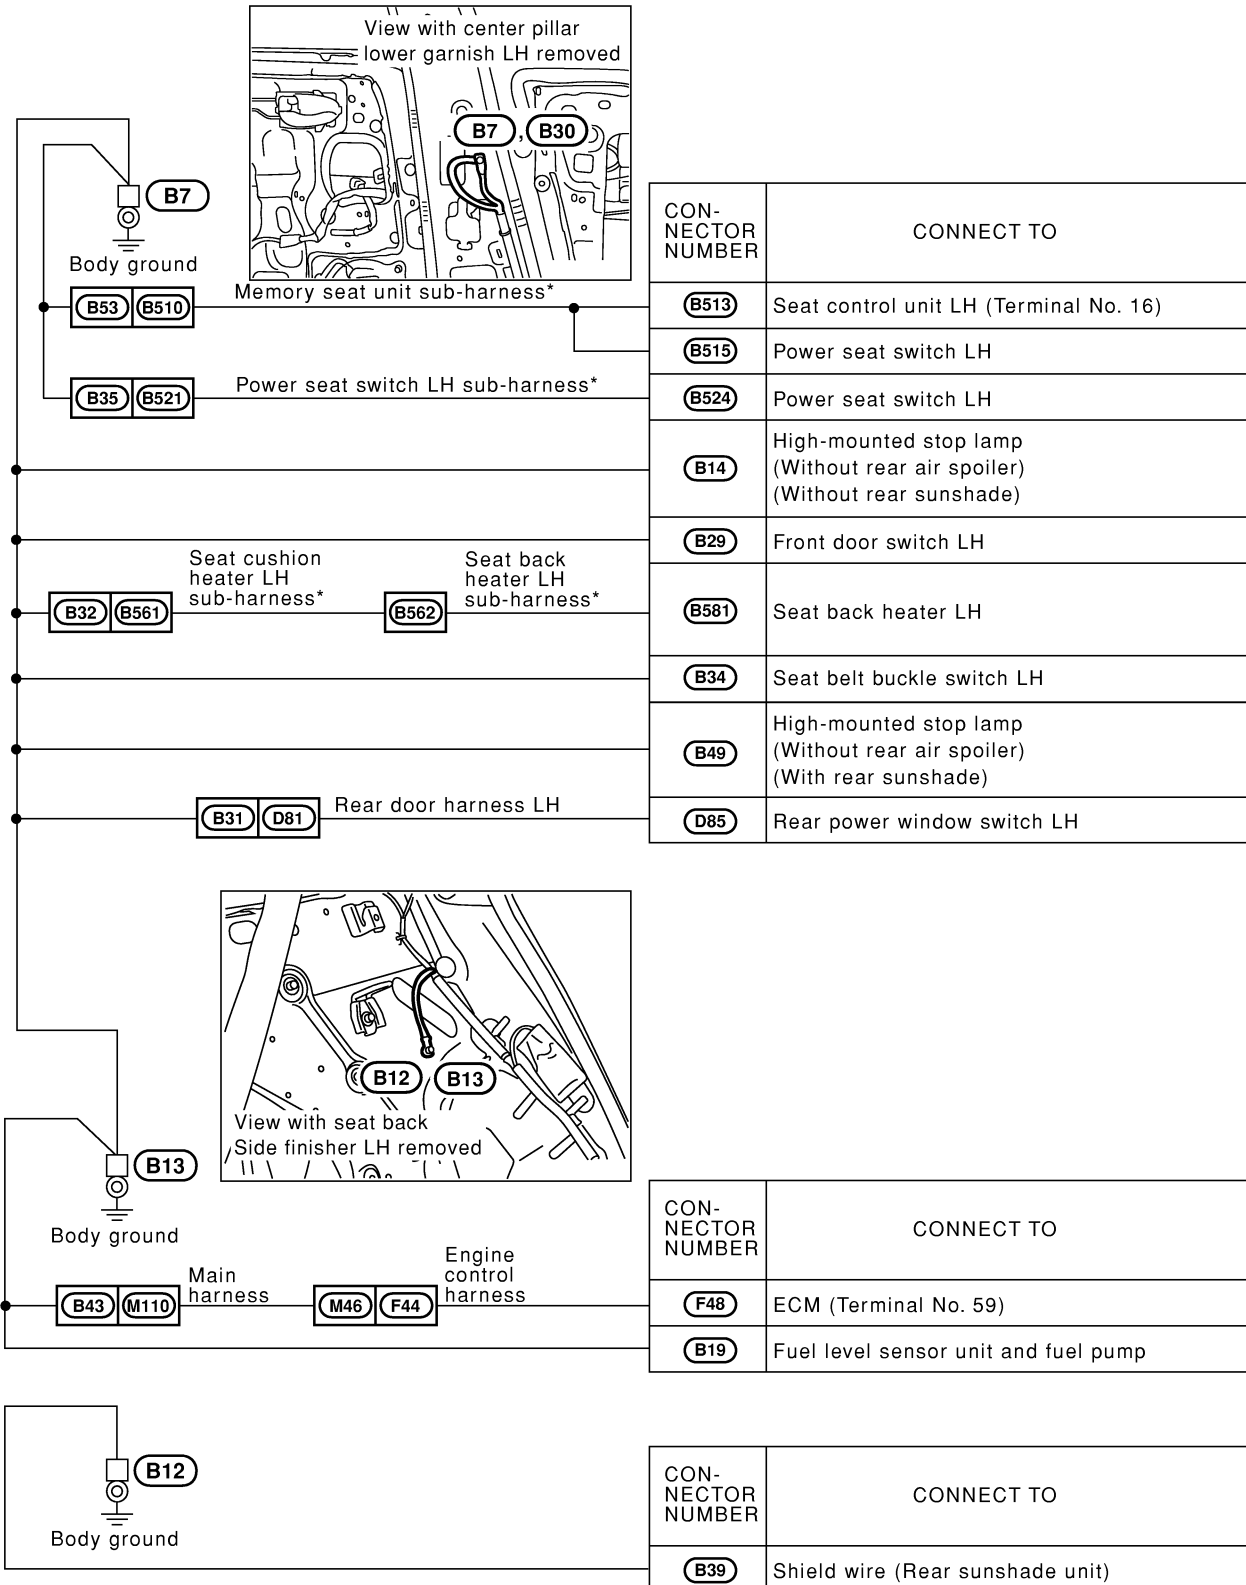 View with center pillar
lower garnish LH removed
B7 , B30
B7
Body ground
CON-
NECTOR
NUMBER
CONNECT TO
B53 B510
Memory seat unit sub-harness*
B513
Seat control unit LH (Terminal No. 16)
B515
Power seat switch LH
B35 B521
Power seat switch LH sub-harness*
B524
Power seat switch LH
B14
High-mounted stop lamp
(Without rear air spoiler)
(Without rear sunshade)
B29
Front door switch LH
B32 B561
Seat cushion
heater LH
sub-harness*
B562
Seat back
heater LH
sub-harness*
B581
Seat back heater LH
B34
Seat belt buckle switch LH
B49
High-mounted stop lamp
(Without rear air spoiler)
(With rear sunshade)
B31 D81
Rear door harness LH
D85
Rear power window switch LH
B12 B13
View with seat back
Side finisher LH removed
B13
Body ground
CON-
NECTOR
NUMBER
CONNECT TO
B43 M110
Main
harness
M46 F44
Engine
control
harness
F48
ECM (Terminal No. 59)
B19
Fuel level sensor unit and fuel pump
B12
Body ground
CON-
NECTOR
NUMBER
CONNECT TO
B39
Shield wire (Rear sunshade unit)